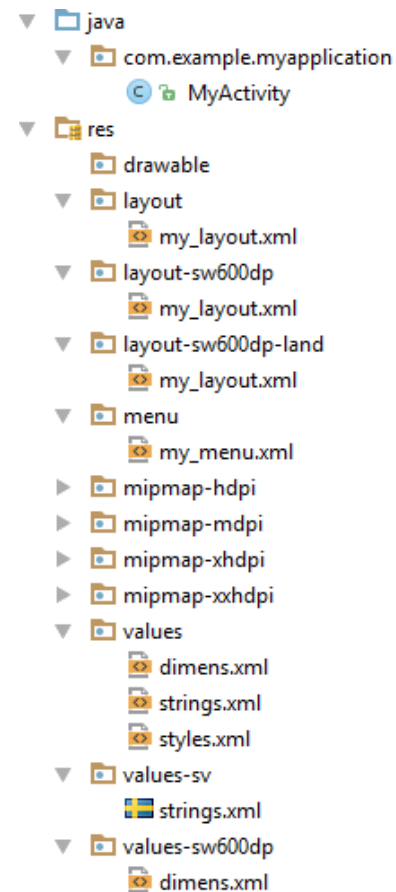 java
com.example.myapplication
C MyActivity
res
drawable
layout
my_layout.xml
layout-sw600dp
my_layout.xml
layout-sw600dp-land
my_layout.xml
menu
my_menu.xml
mipmap-hdpi
mipmap-mdpi
mipmap-xhdpi
mipmap-xxhdpi
values
dimens.xml
strings.xml
styles.xml
values-sv
strings.xml
values-sw600dp
dimens.xml